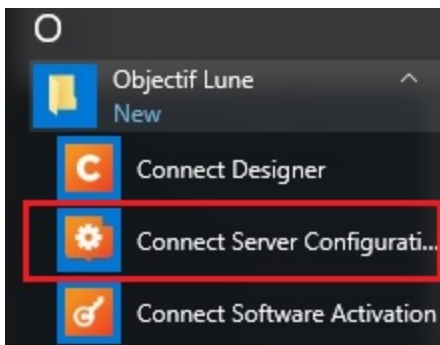 O
Objectif Lune
New
Connect Designer
Connect Server Configurati...
Connect Software Activation